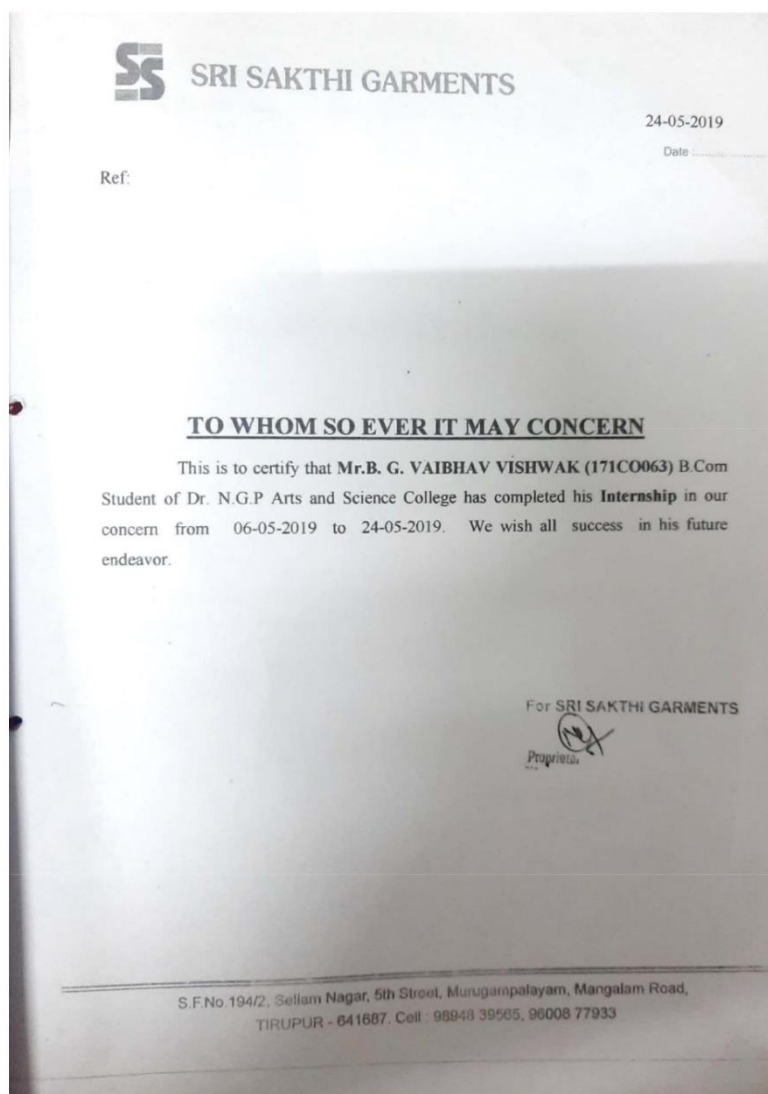 SS SRI SAKTHI GARMENTS
24-05-2019
Date :..................
Ref:
TO WHOM SO EVER IT MAY CONCERN
This is to certify that Mr.B. G. VAIBHAV VISHWAK (171CO063) B.Com
Student of Dr. N.G.P Arts and Science College has completed his Internship in our
concern from 06-05-2019 to 24-05-2019. We wish all success in his future
endeavor.
For SRI SAKTHI GARMENTS
Proprietor
S.F.No.194/2, Sellam Nagar, 5th Street, Murugampalayam, Mangalam Road,
TIRUPUR - 641687. Cell : 98948 39565, 96008 77933